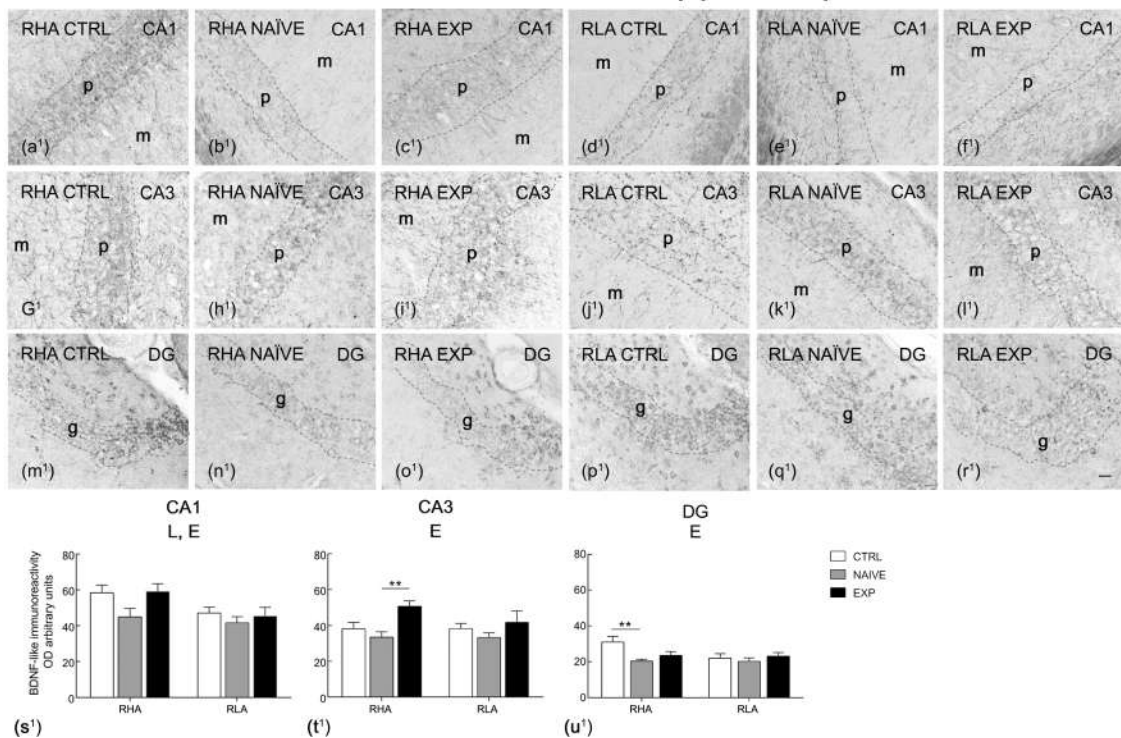 RHA CTRL CA1
m
p
(a¹)
RHA NAÏVE CA1
m
p
(b¹)
RHA EXP CA1
p
m
(c¹)
RLA CTRL CA1
m
p
(d¹)
RLA NAÏVE CA1
m
p
(e¹)
RLA EXP CA1
m
p
(f¹)
RHA CTRL CA3
m
p
G¹
RHA NAÏVE CA3
m
p
(h¹)
RHA EXP CA3
m
p
(i¹)
RLA CTRL CA3
p
m
(j¹)
RLA NAÏVE CA3
p
m
(k¹)
RLA EXP CA3
p
m
(l¹)
RHA CTRL DG
g
(m¹)
RHA NAÏVE DG
g
(n¹)
RHA EXP DG
g
(o¹)
RLA CTRL DG
g
(p¹)
RLA NAÏVE DG
g
(q¹)
RLA EXP DG
g
(r¹)
CA1
L, E
BDNF-like immunoreactivity
OD arbitrary units
80
60
40
20
0
RHA RLA
(s¹)
CA3
E
80
60
40
20
0
**
RHA RLA
(t¹)
DG
E
80
60
40
20
0
**
RHA RLA
(u¹)
CTRL
NAIVE
EXP